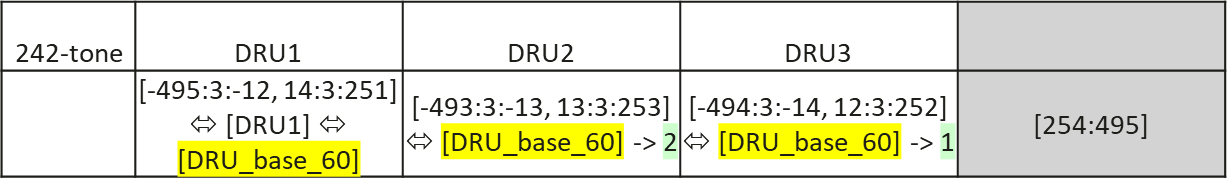 242-tone DRU1 DRU2 DRU3
[-495:3:-12, 14:3:251]
⬄ [DRU1] ⬄
[DRU_base_60]
[-493:3:-13, 13:3:253]
⬄ [DRU_base_60] -> 2
[-494:3:-14, 12:3:252]
⬄ [DRU_base_60] -> 1
[254:495]